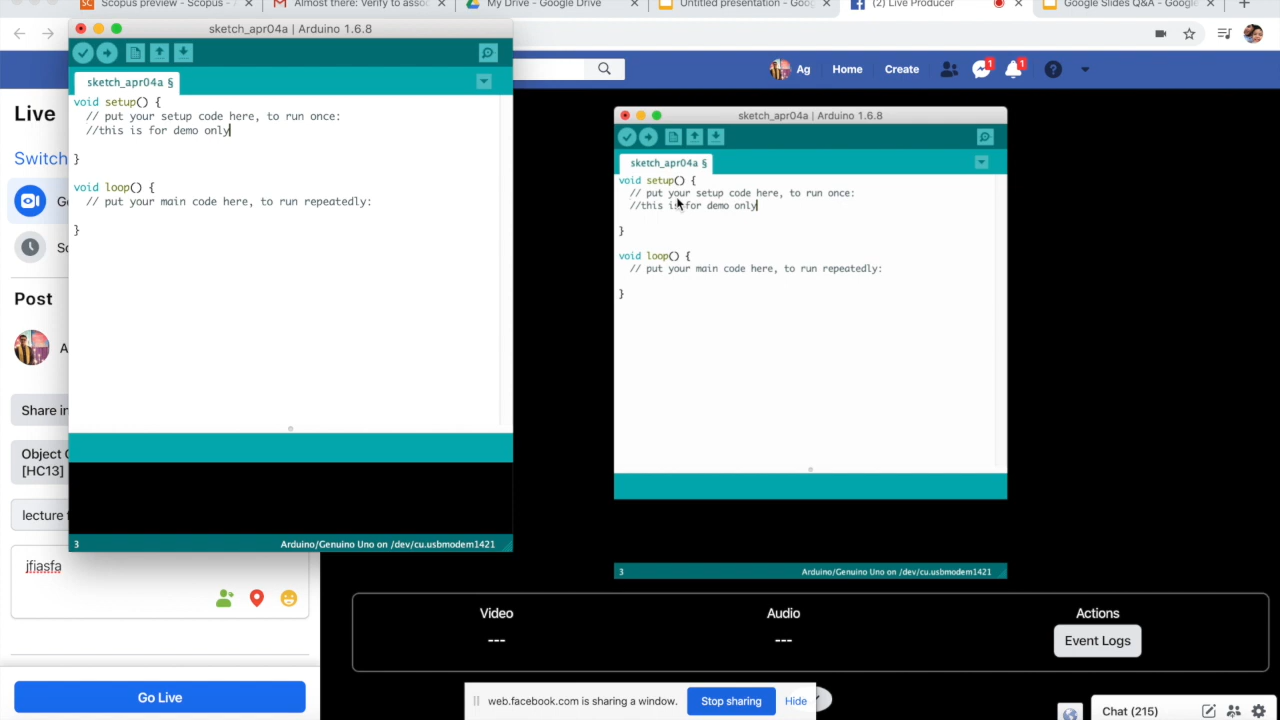 Scopus preview - Scopus -
Almost there: Verify to assoc
My Drive - Google Drive
Untitled presentation - Goog
(2) Live Producer
Google Slides Q&A - Google
sketch_apr04a | Arduino 1.6.8
sketch_apr04a §
void setup() {
// put your setup code here, to run once:
//this is for demo only
}
void loop() {
// put your main code here, to run repeatedly:
}
3
Arduino/Genuino Uno on /dev/cu.usbmodem1421
Ag
Home
Create
1
1
Live
Switch
Post
Share in
Object
[HC13]
lecture
jfiasfa
Go Live
sketch_apr04a | Arduino 1.6.8
sketch_apr04a §
void setup() {
// put your setup code here, to run once:
//this is for demo only
}
void loop() {
// put your main code here, to run repeatedly:
}
3
Arduino/Genuino Uno on /dev/cu.usbmodem1421
Video
---
Audio
---
Actions
Event Logs
web.facebook.com is sharing a window.
Stop sharing
Hide
Chat (215)